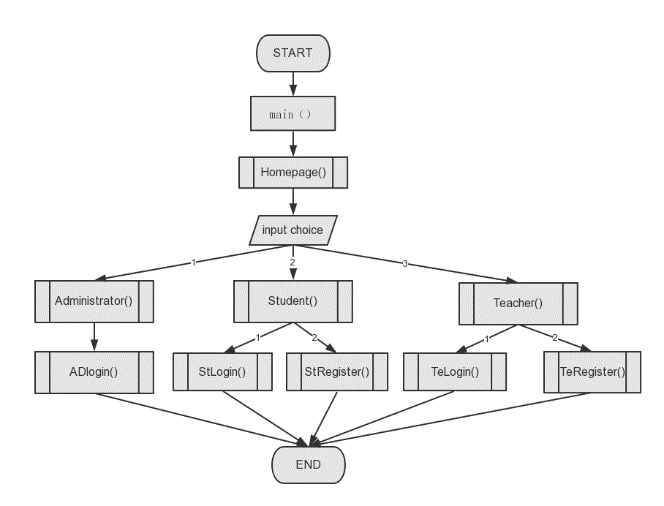 START
main（）
Homepage()
input choice
1
2
3
Administrator()
Student()
Teacher()
1
2
1
2
ADlogin()
StLogin()
StRegister()
TeLogin()
TeRegister()
END